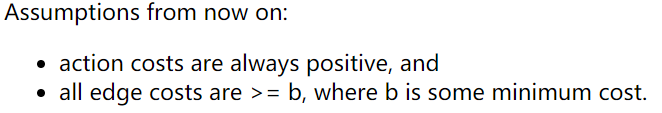 Assumptions from now on:
• action costs are always positive, and
• all edge costs are >= b, where b is some minimum cost.